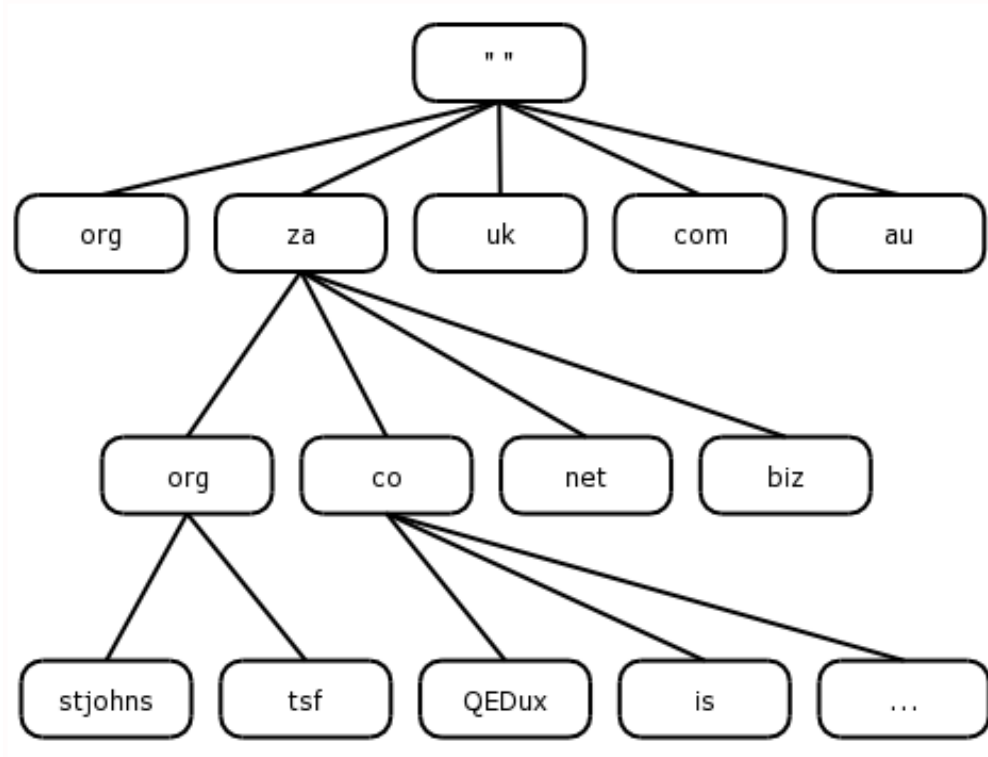 " "
org
za
uk
com
au
org
co
net
biz
stjohns
tsf
QEDux
is
...